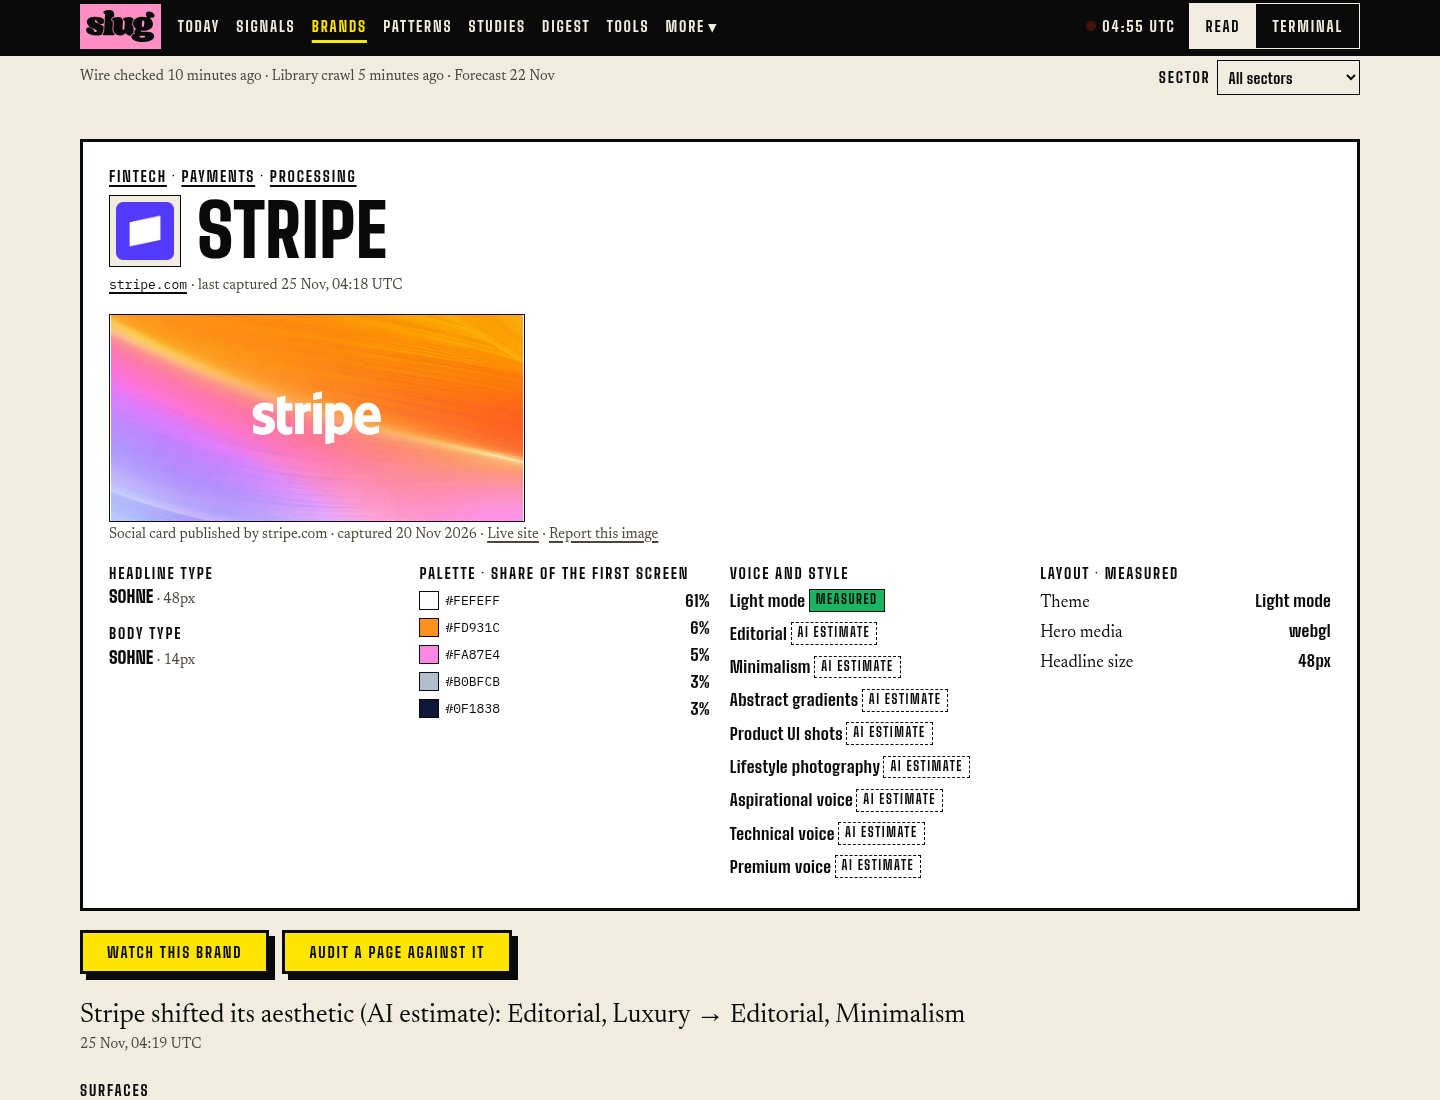 slug TODAY SIGNALS BRANDS PATTERNS STUDIES DIGEST TOOLS MORE ▾ 04:55 UTC READ TERMINAL
Wire checked 10 minutes ago · Library crawl 5 minutes ago · Forecast 22 Nov
SECTOR All sectors
FINTECH · PAYMENTS · PROCESSING
STRIPE
stripe.com · last captured 25 Nov, 04:18 UTC
stripe
Social card published by stripe.com · captured 20 Nov 2026 · Live site · Report this image
HEADLINE TYPE
SOHNE · 48px
BODY TYPE
SOHNE · 14px
PALETTE · SHARE OF THE FIRST SCREEN
#FEFEFF 61%
#FD931C 6%
#FA87E4 5%
#B0BFCB 3%
#0F1838 3%
VOICE AND STYLE
Light mode MEASURED
Editorial AI ESTIMATE
Minimalism AI ESTIMATE
Abstract gradients AI ESTIMATE
Product UI shots AI ESTIMATE
Lifestyle photography AI ESTIMATE
Aspirational voice AI ESTIMATE
Technical voice AI ESTIMATE
Premium voice AI ESTIMATE
LAYOUT · MEASURED
Theme Light mode
Hero media webgl
Headline size 48px
WATCH THIS BRAND AUDIT A PAGE AGAINST IT
Stripe shifted its aesthetic (AI estimate): Editorial, Luxury → Editorial, Minimalism
25 Nov, 04:19 UTC
SURFACES